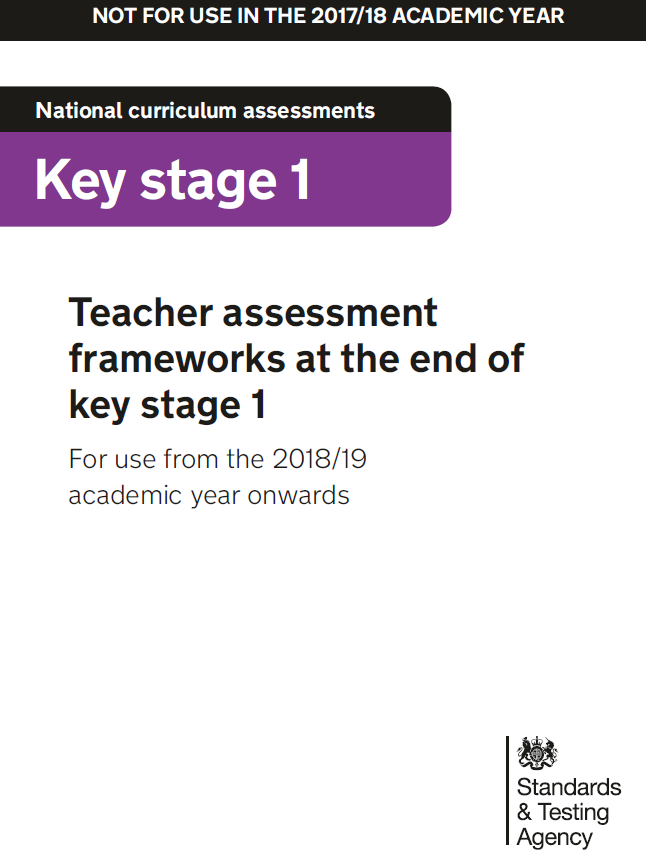 NOT FOR USE IN THE 2017/18 ACADEMIC YEAR
National curriculum assessments
Key stage 1
Teacher assessment
frameworks at the end of
key stage 1
For use from the 2018/19
academic year onwards
Standards
& Testing
Agency